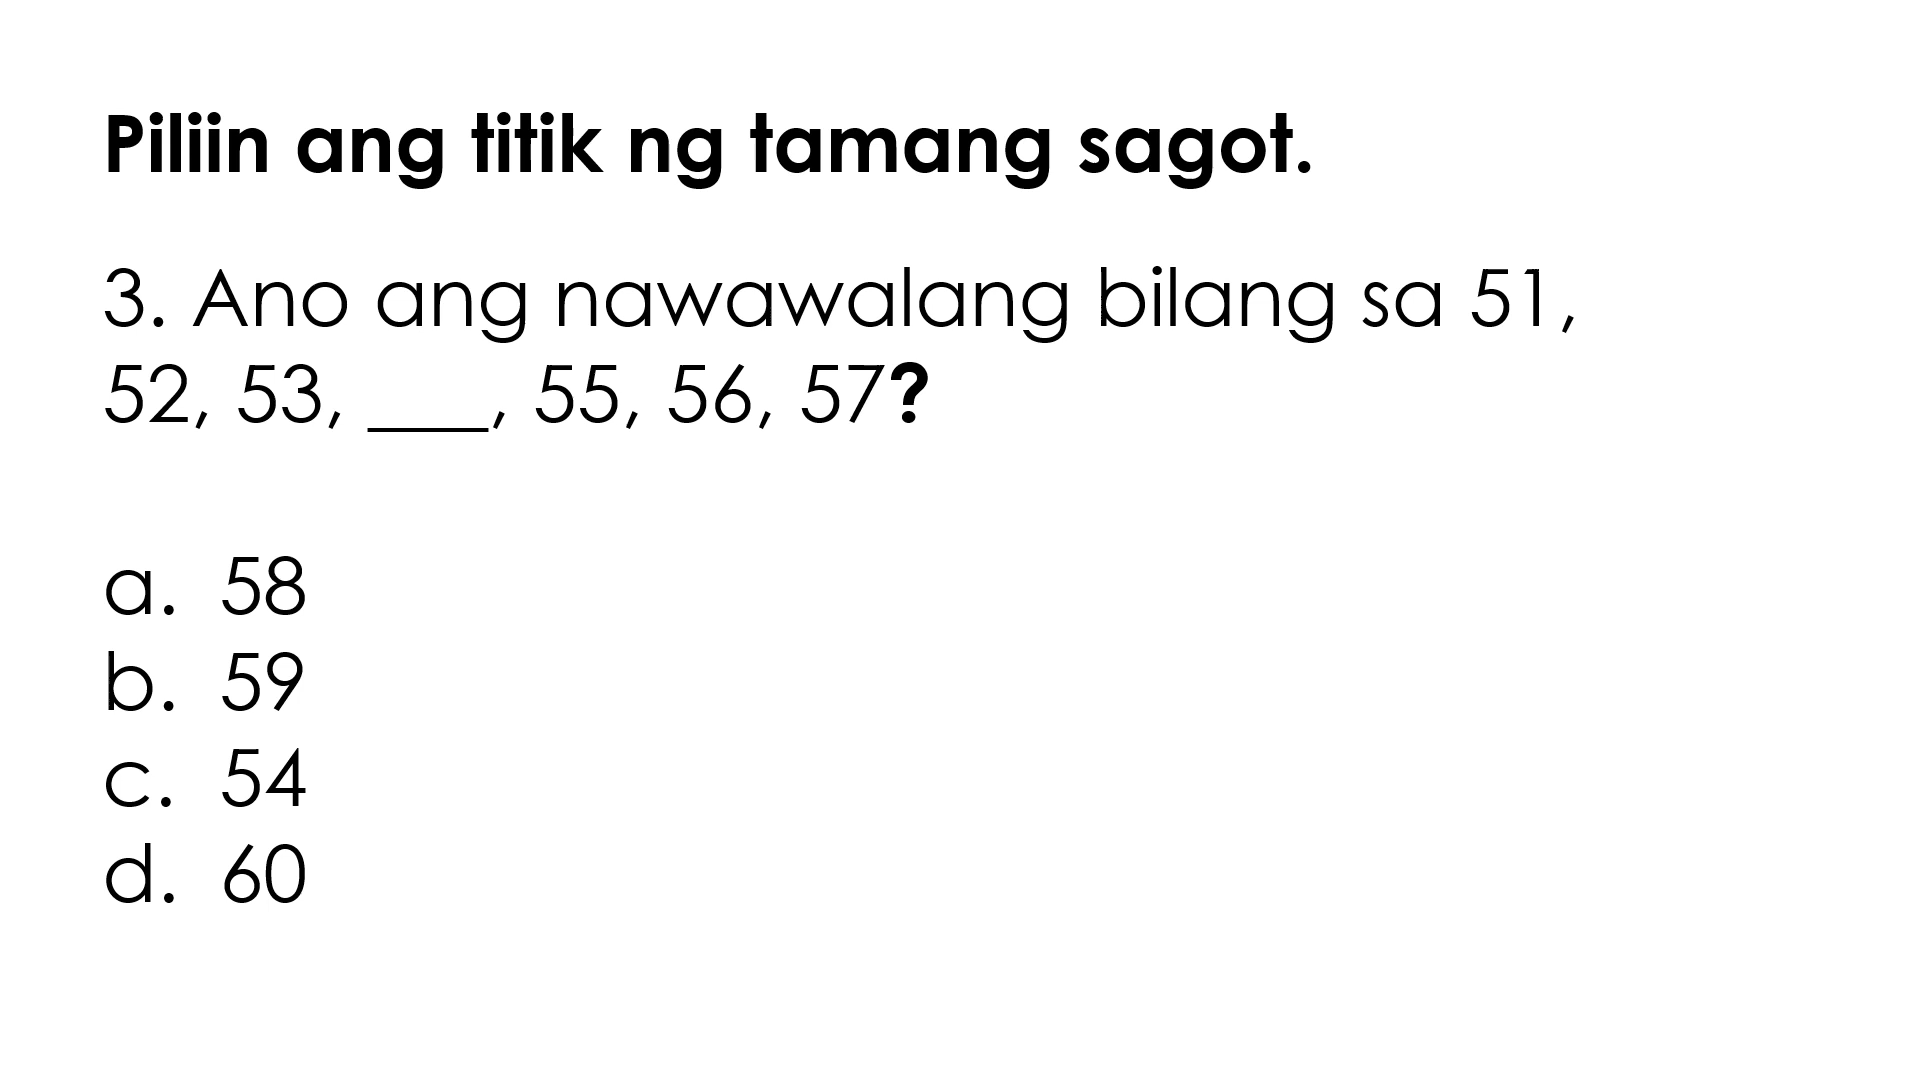 Piliin ang titik ng tamang sagot.
3. Ano ang nawawalang bilang sa 51,
52, 53, ___, 55, 56, 57?
a. 58
b. 59
c. 54
d. 60